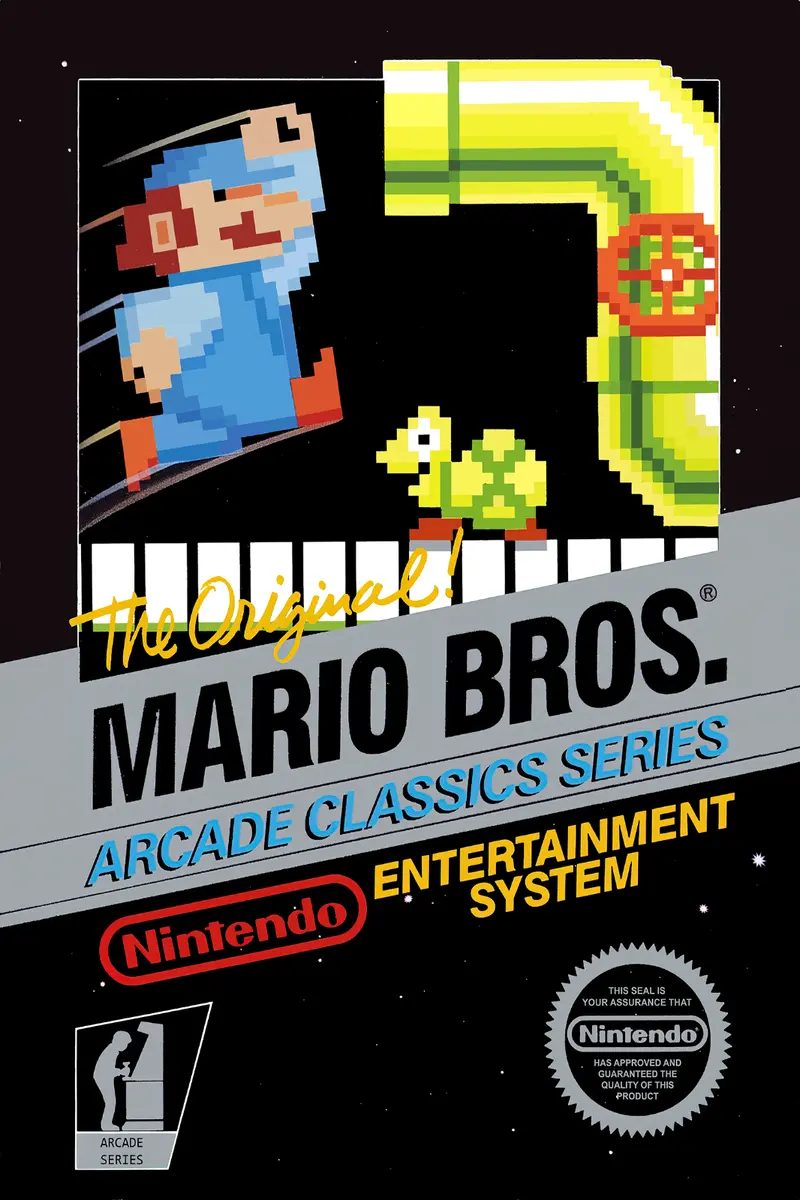 The Original!
MARIO BROS.®
ARCADE CLASSICS SERIES
Nintendo®
ENTERTAINMENT
SYSTEM
ARCADE
SERIES
THIS SEAL IS
YOUR ASSURANCE THAT
Nintendo®
HAS APPROVED AND
GUARANTEED THE
QUALITY OF THIS
PRODUCT